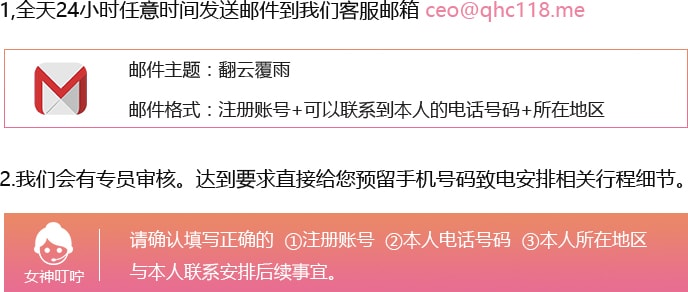 1,全天24小时任意时间发送邮件到我们客服邮箱 ceo@qhc118.me
邮件主题：翻云覆雨
邮件格式：注册账号+可以联系到本人的电话号码+所在地区
2.我们会有专员审核。达到要求直接给您预留手机号码致电安排相关行程细节。
请确认填写正确的 ①注册账号 ②本人电话号码 ③本人所在地区
与本人联系安排后续事宜。
女神叮咛